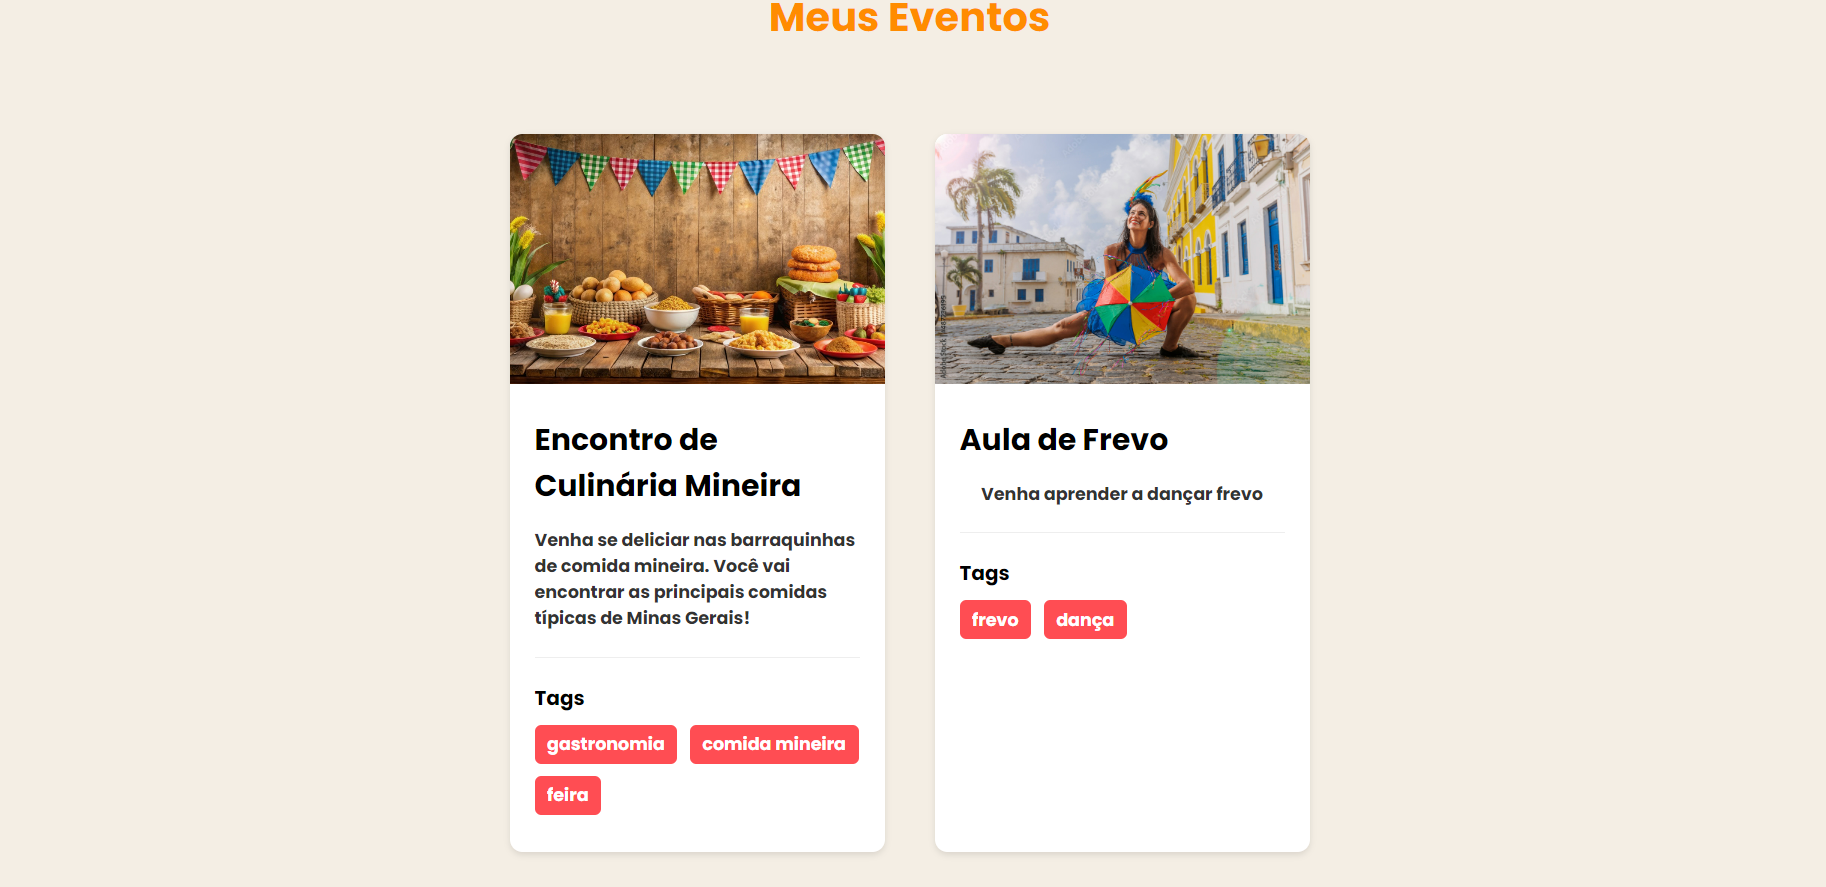 Meus Eventos
Encontro de
Culinária Mineira
Venha se deliciar nas barraquinhas
de comida mineira. Você vai
encontrar as principais comidas
típicas de Minas Gerais!
Tags
gastronomia comida mineira
feira
Aula de Frevo
Venha aprender a dançar frevo
Tags
frevo dança